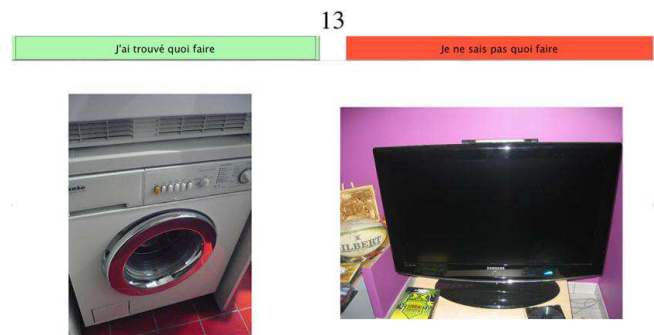 13
J'ai trouvé quoi faire
Je ne sais pas quoi faire
GILBERT
SAMSUNG